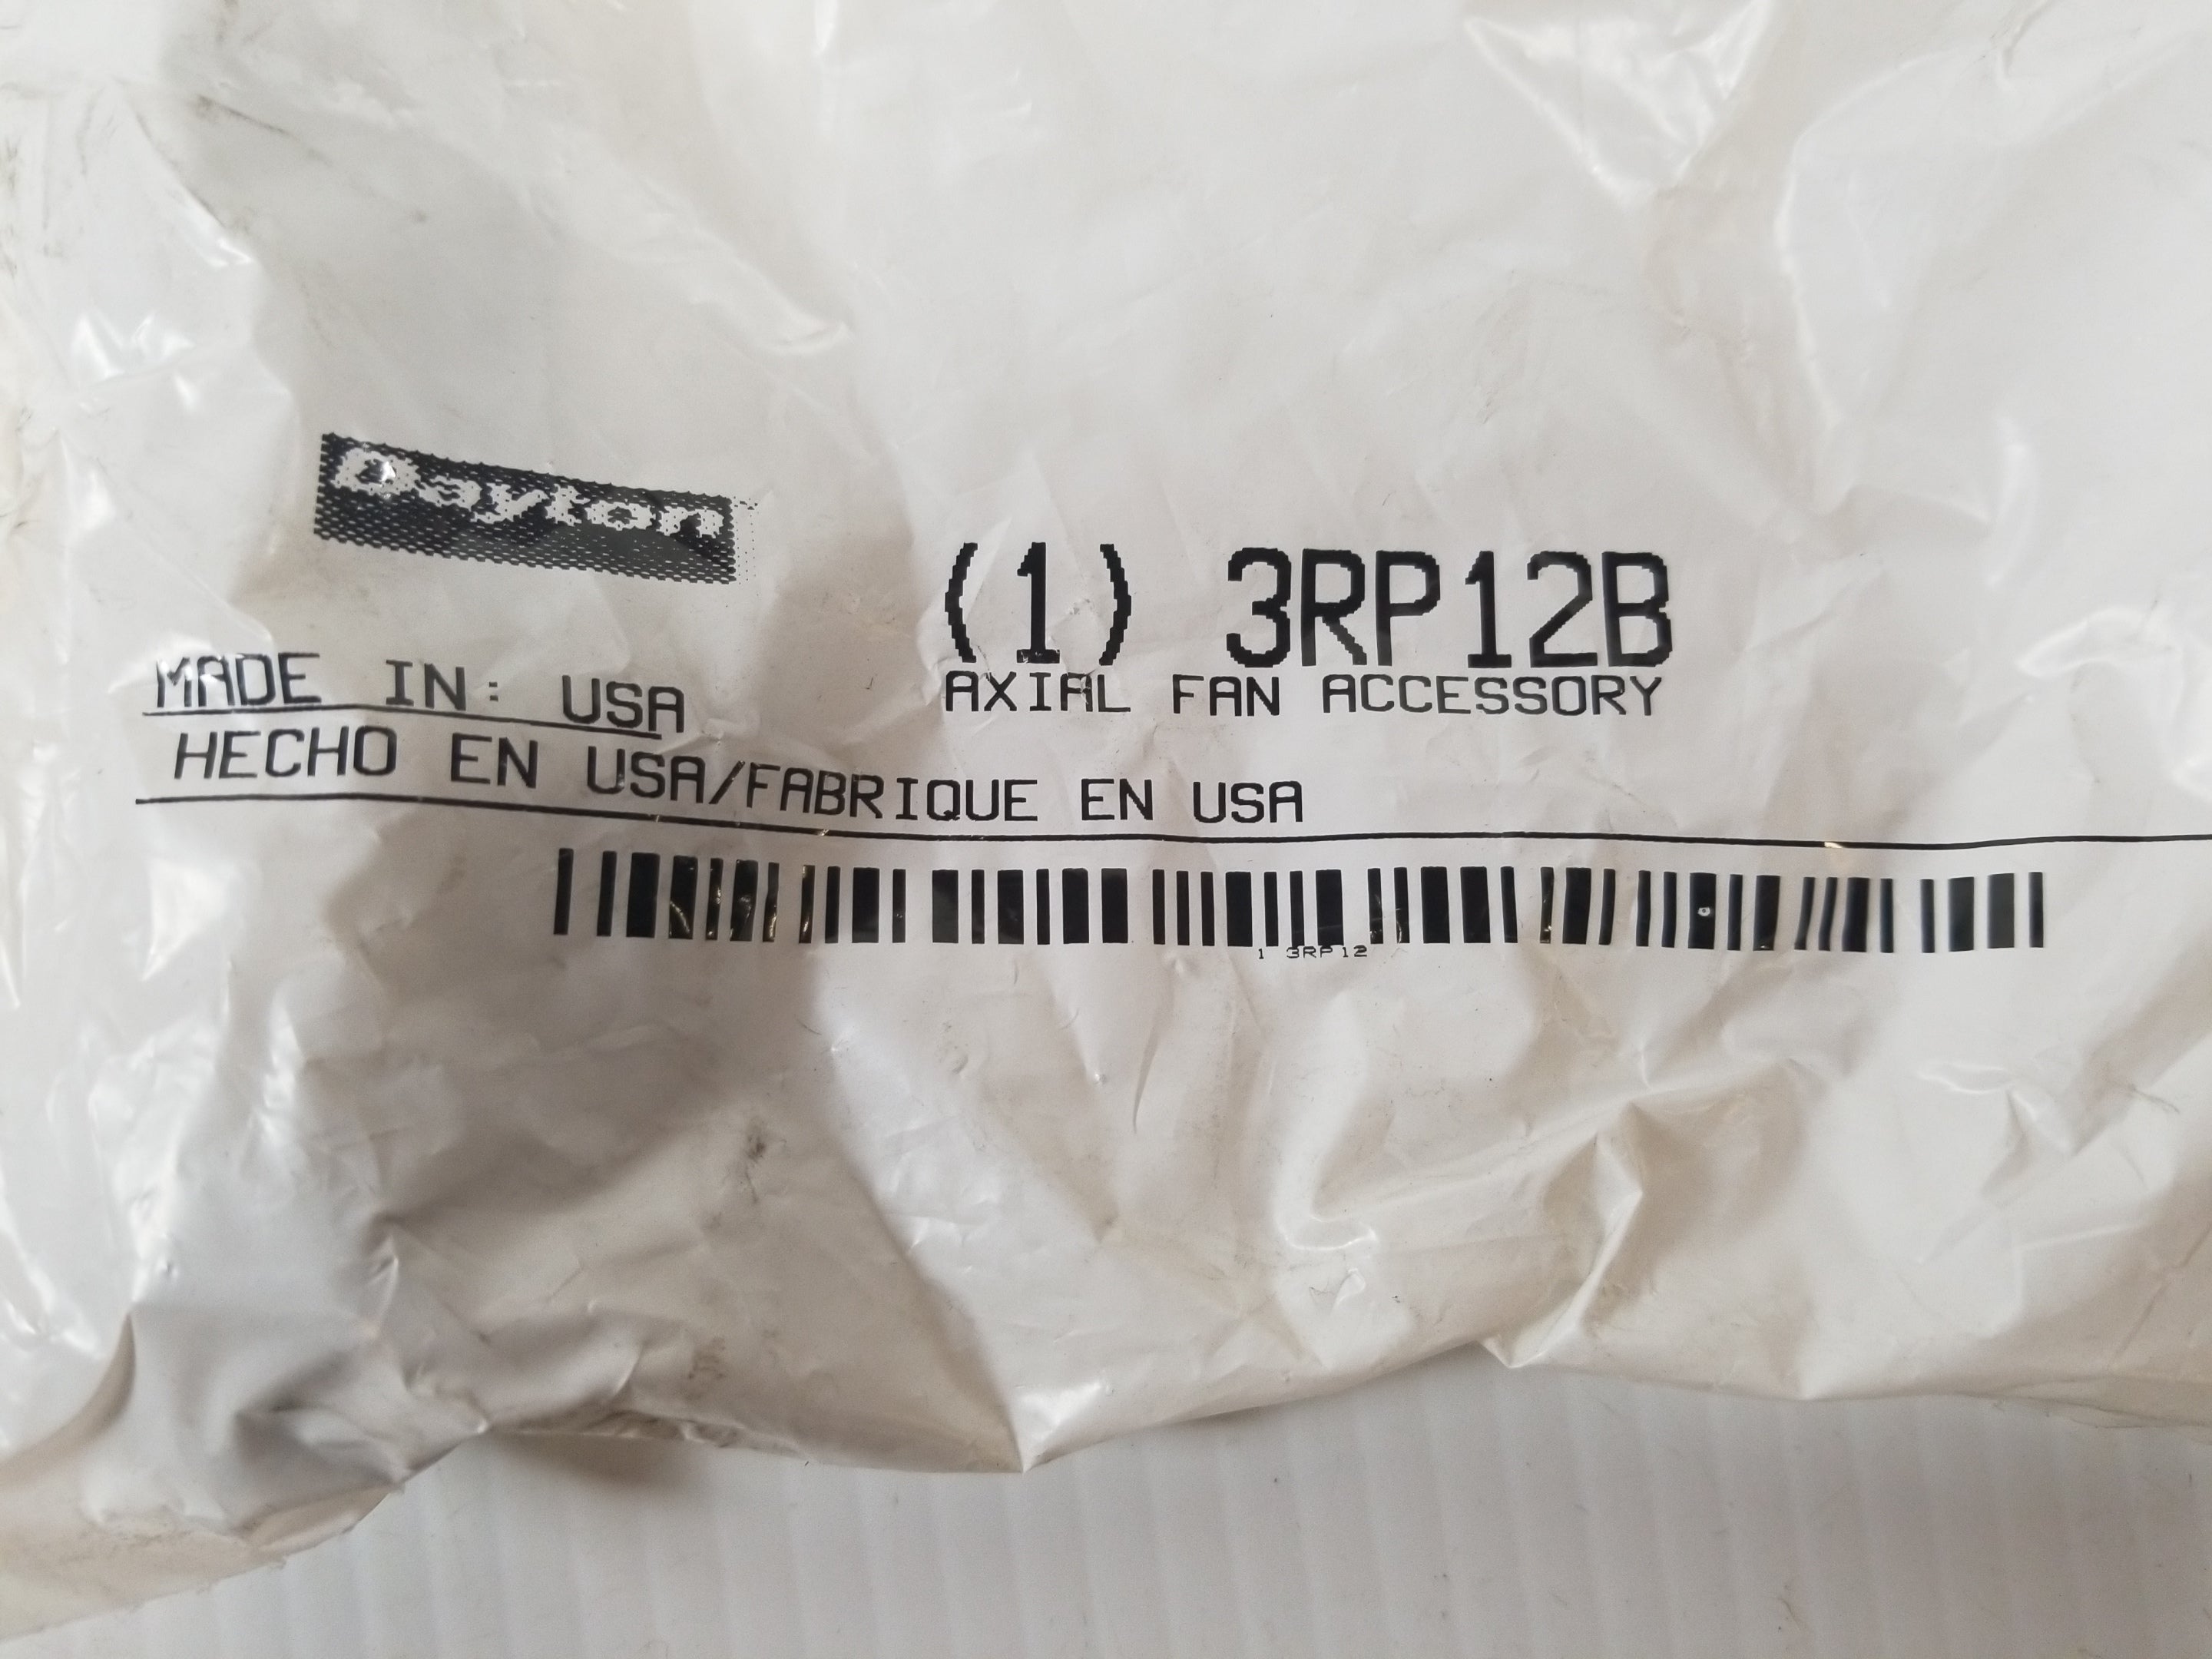 Dayton
(1) 3RP12B
AXIAL FAN ACCESSORY
MADE IN: USA
HECHO EN USA/FABRIQUE EN USA
1 3RP12